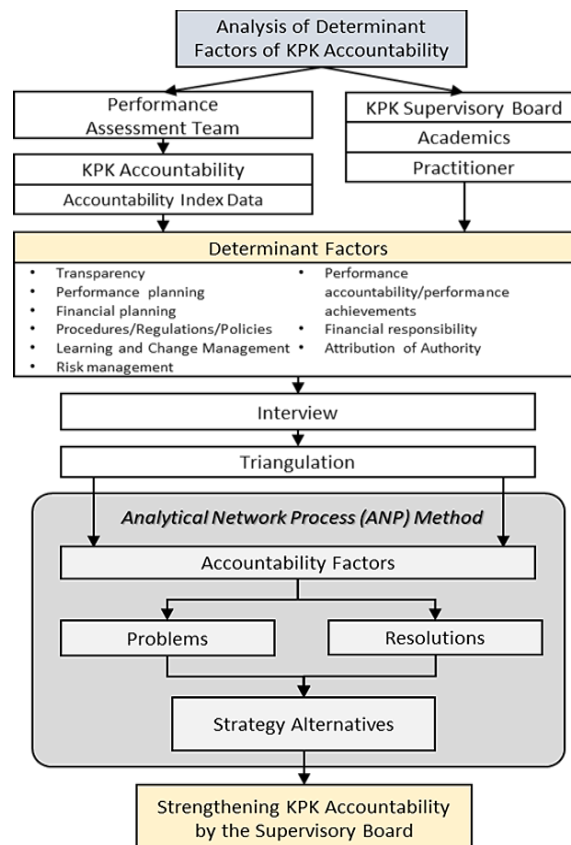 Analysis of Determinant
Factors of KPK Accountability
Performance
Assessment Team
KPK Supervisory Board
Academics
Practitioner
KPK Accountability
Accountability Index Data
Determinant Factors
• Transparency
• Performance planning
• Financial planning
• Procedures/Regulations/Policies
• Learning and Change Management
• Risk management
• Performance
accountability/performance
achievements
• Financial responsibility
• Attribution of Authority
Interview
Triangulation
Analytical Network Process (ANP) Method
Accountability Factors
Problems
Resolutions
Strategy Alternatives
Strengthening KPK Accountability
by the Supervisory Board